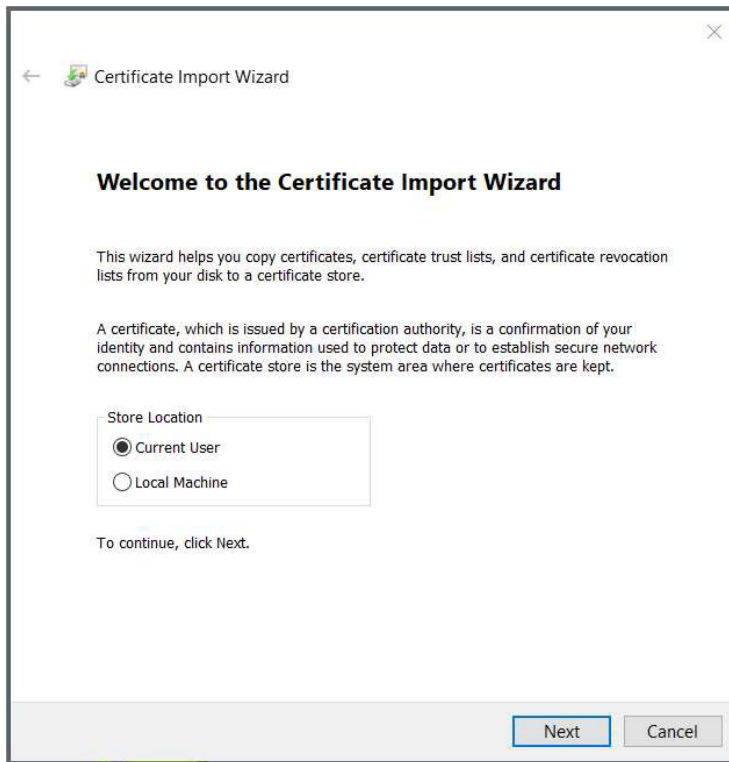 Certificate Import Wizard
Welcome to the Certificate Import Wizard
This wizard helps you copy certificates, certificate trust lists, and certificate revocation
lists from your disk to a certificate store.
A certificate, which is issued by a certification authority, is a confirmation of your
identity and contains information used to protect data or to establish secure network
connections. A certificate store is the system area where certificates are kept.
Store Location
Current User
Local Machine
To continue, click Next.
Next Cancel